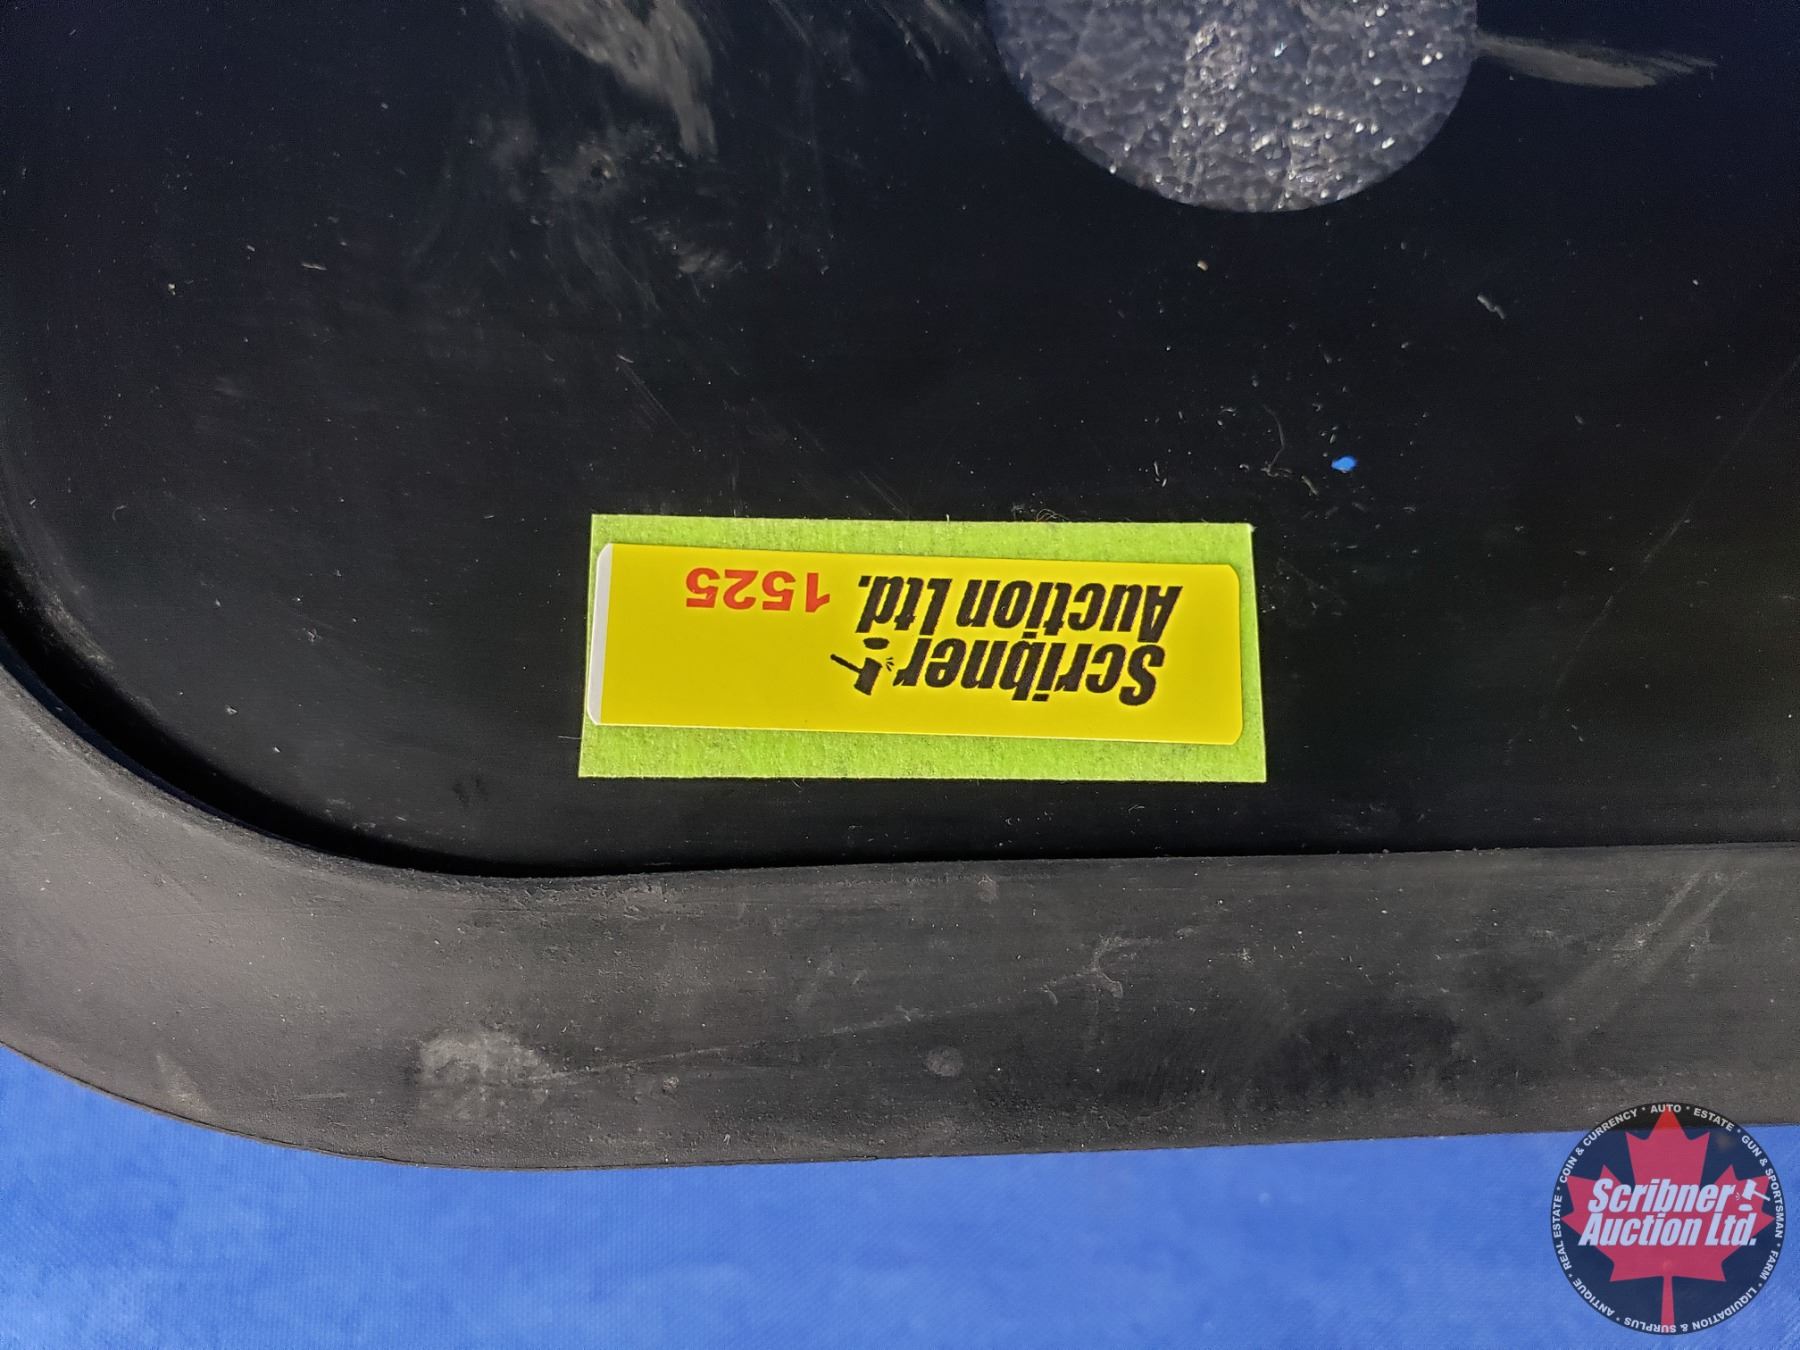 Scribner
Auction Ltd. 1525
Scribner
Auction Ltd.
ANTIQUE * REAL ESTATE * COIN & CURRENCY * AUTO * ESTATE * GUN & SPORTSMAN * FARM * LIQUIDATION & SURPLUS *